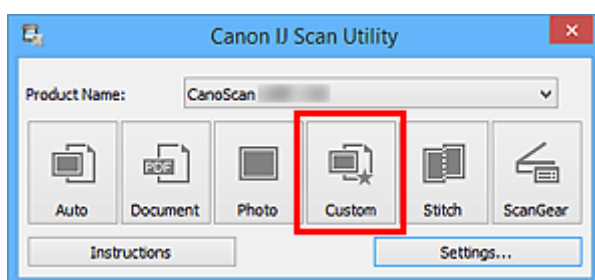 Canon IJ Scan Utility
Product Name: CanoScan
PDF
Auto Document Photo Custom Stitch ScanGear
Instructions Settings...